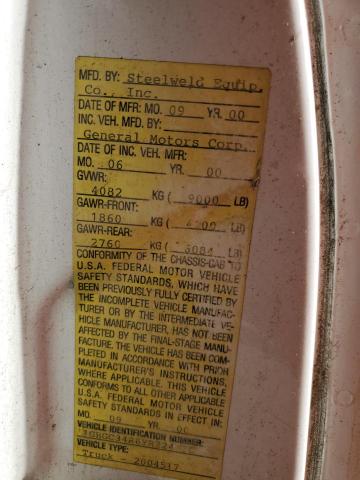 MFD. BY: Steelweld Equip.
Co., Inc.
DATE OF MFR: MO. 09 YR. 00
INC. VEH. MFD. BY:
General Motors Corp.
DATE OF INC. VEH. MFR:
MO. 06 YR. 00
GVWR:
4082 KG ( 9000 LB)
GAWR-FRONT:
1860 KG ( LB)
GAWR-REAR:
2760 KG ( 6084 LB)
CONFORMITY OF THE CHASSIS-CAB TO
U.S.A. FEDERAL MOTOR VEHICLE
SAFETY STANDARDS, WHICH HAVE
BEEN PREVIOUSLY FULLY CERTIFIED BY
THE INCOMPLETE VEHICLE MANUFAC-
TURER OR BY THE INTERMEDIATE VE-
HICLE MANUFACTURER, HAS NOT BEEN
AFFECTED BY THE FINAL-STAGE MANU-
FACTURE. THE VEHICLE HAS BEEN COM-
PLETED IN ACCORDANCE WITH PRIOR
MANUFACTURER'S INSTRUCTIONS,
WHERE APPLICABLE. THIS VEHICLE
CONFORMS TO ALL OTHER APPLICABLE
U.S.A. FEDERAL MOTOR VEHICLE
SAFETY STANDARDS IN EFFECT IN:
MO. 09 YR. 00
VEHICLE IDENTIFICATION NUMBER:
VEHICLE TYPE:
Truck - 2604517